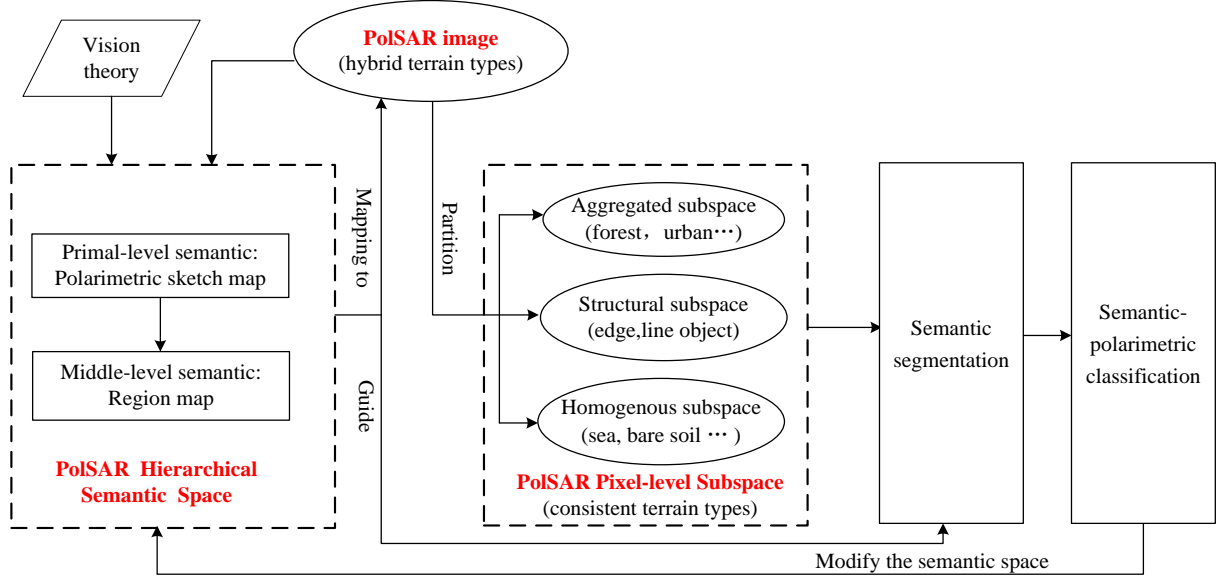 Vision
theory
PolSAR image
(hybrid terrain types)
Mapping to
Partition
Guide
Primal-level semantic:
Polarimetric sketch map
Middle-level semantic:
Region map
PolSAR Hierarchical
Semantic Space
Aggregated subspace
(forest，urban⋯)
Structural subspace
(edge,line object)
Homogenous subspace
(sea, bare soil ⋯ )
PolSAR Pixel-level Subspace
(consistent terrain types)
Semantic
segmentation
Semantic-
polarimetric
classification
Modify the semantic space